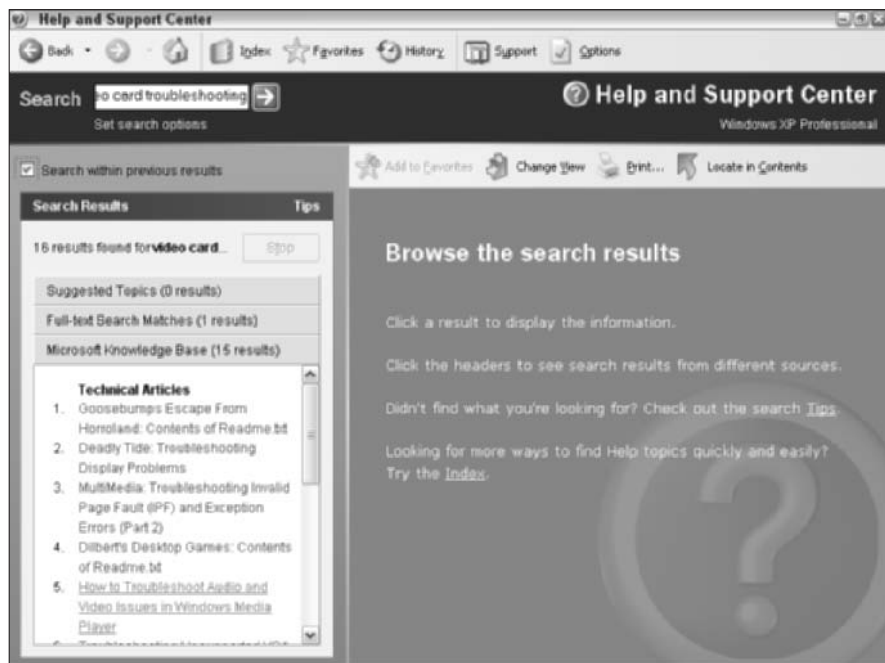 Help and Support Center
Back Index Favorites History Support Options
Search eo card troubleshooting
Set search options
Help and Support Center
Windows XP Professional
Search within previous results
Add to Favorites Change View Print... Locate in Contents
Search Results Tips
16 results found for video card... Stop
Suggested Topics (0 results)
Full-text Search Matches (1 results)
Microsoft Knowledge Base (15 results)
Technical Articles
1. Goosebumps Escape From
Horroland: Contents of Readme.txt
2. Deadly Tide: Troubleshooting
Display Problems
3. MultiMedia: Troubleshooting Invalid
Page Fault (IPF) and Exception
Errors (Part 2)
4. Dilbert's Desktop Games: Contents
of Readme.txt
5. How to Troubleshoot Audio and
Video Issues in Windows Media
Player
Browse the search results
Click a result to display the information.
Click the headers to see search results from different sources.
Didn't find what you're looking for? Check out the search Tips.
Looking for more ways to find Help topics quickly and easily?
Try the Index.